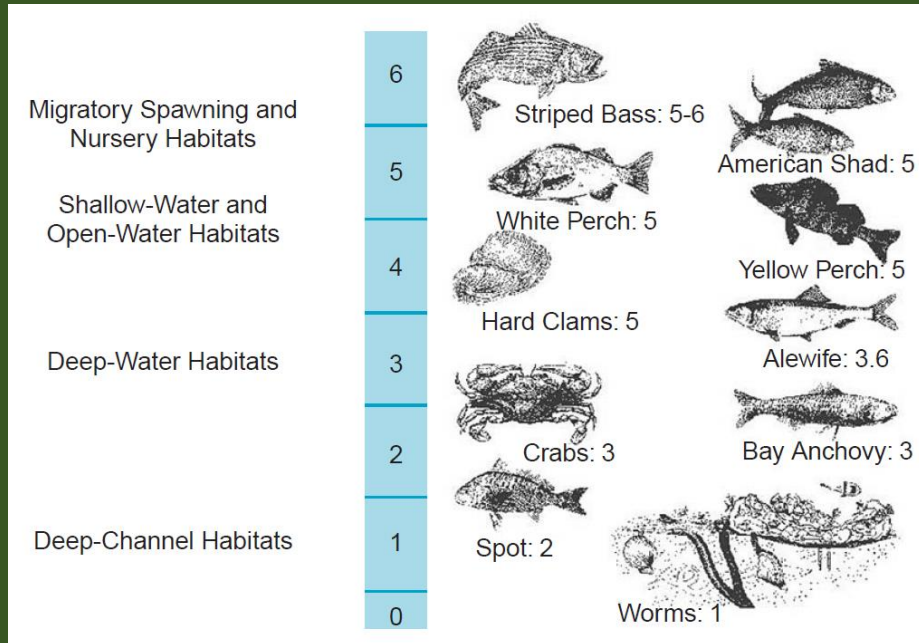 Migratory Spawning and
Nursery Habitats
Shallow-Water and
Open-Water Habitats
Deep-Water Habitats
Deep-Channel Habitats
6
5
4
3
2
1
0
Striped Bass: 5-6
American Shad: 5
White Perch: 5
Yellow Perch: 5
Hard Clams: 5
Alewife: 3.6
Crabs: 3
Bay Anchovy: 3
Spot: 2
Worms: 1